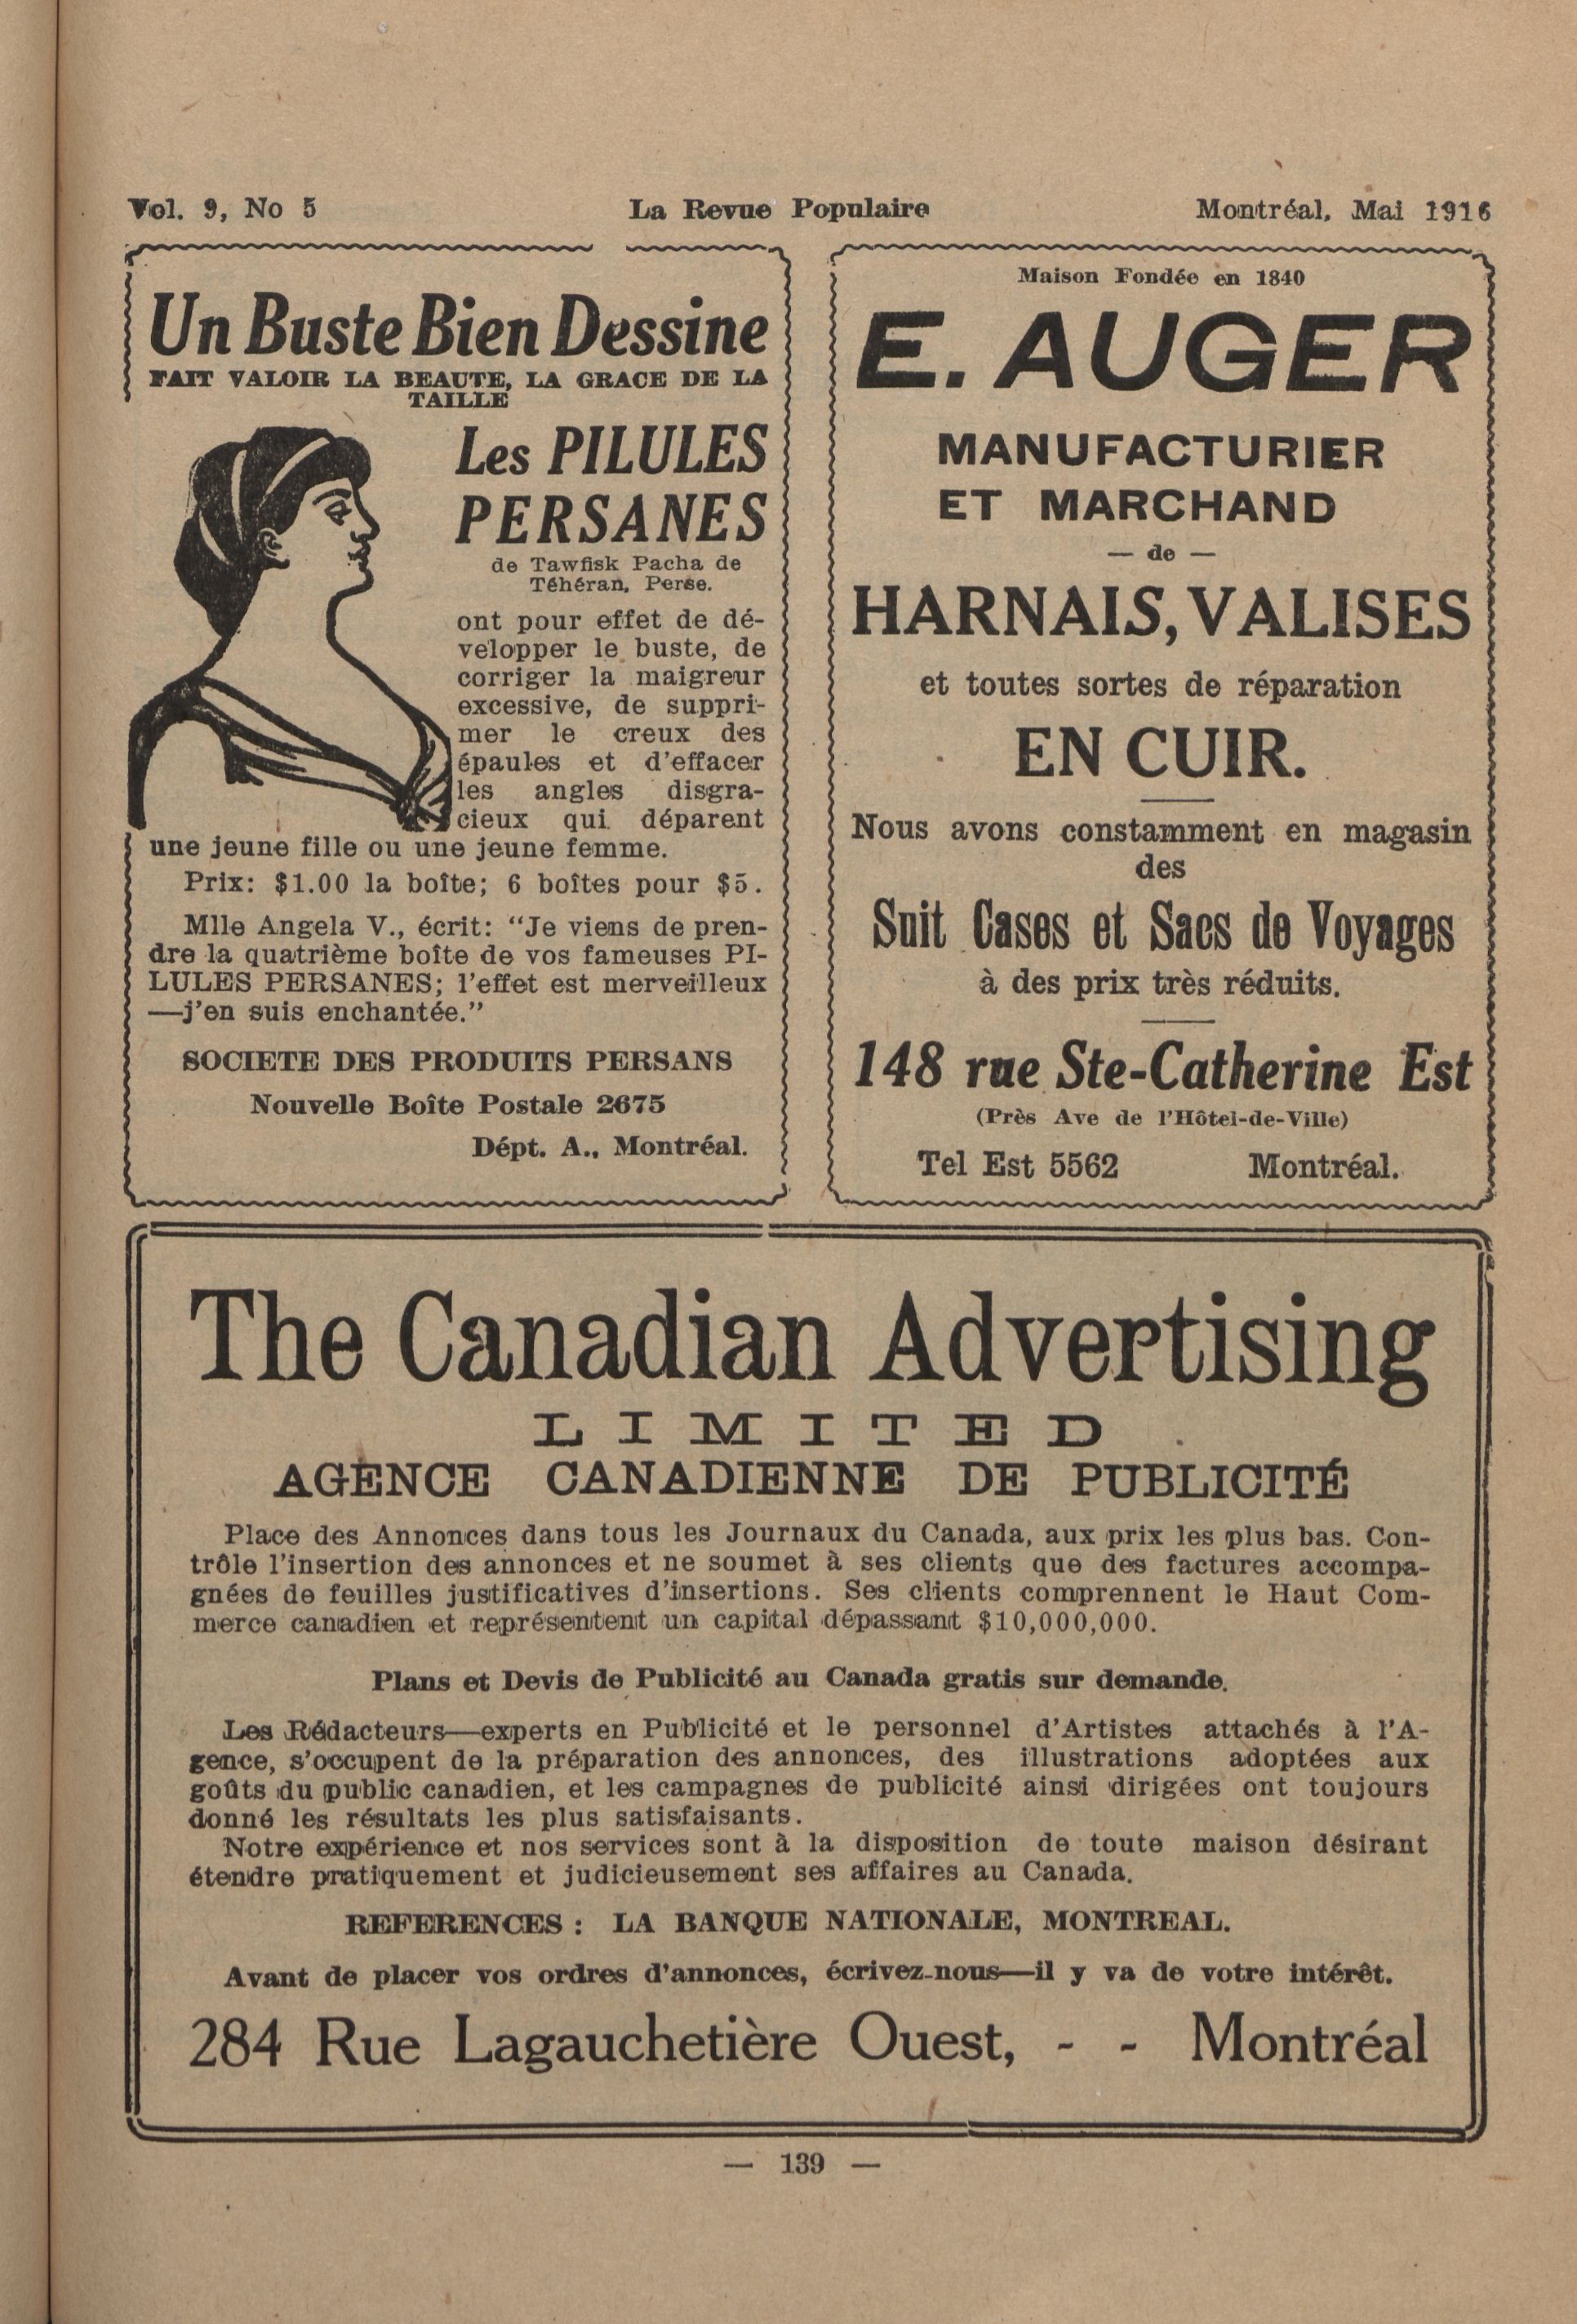 Vol. 9, No 5 La Revue Populaire Montréal, Mai 1916
Un Buste Bien Dessine
FAIT VALOIR LA BEAUTE, LA GRACE DE LA
TAILLE
Les PILULES
PERSANES
de Tawfisk Pacha de
Téhéran, Perse.
ont pour effet de dé-
velopper le buste, de
corriger la maigreur
excessive, de suppri-
mer le creux des
épaules et d'effacer
les angles disgra-
cieux qui déparent
une jeune fille ou une jeune femme.
Prix: $1.00 la boîte; 6 boîtes pour $5.
Mlle Angela V., écrit: "Je viens de pren-
dre la quatrième boîte de vos fameuses PI-
LULES PERSANES; l'effet est merveilleux
—j'en suis enchantée."
SOCIETE DES PRODUITS PERSANS
Nouvelle Boîte Postale 2675
Dépt. A., Montréal.
Maison Fondée en 1840
E. AUGER
MANUFACTURIER
ET MARCHAND
— de —
HARNAIS, VALISES
et toutes sortes de réparation
EN CUIR.
Nous avons constamment en magasin
des
Suit Cases et Sacs de Voyages
à des prix très réduits.
148 rue Ste-Catherine Est
(Près Ave de l'Hôtel-de-Ville)
Tel Est 5562 Montréal.
The Canadian Advertising
LIMITED
AGENCE CANADIENNE DE PUBLICITÉ
Place des Annonces dans tous les Journaux du Canada, aux prix les plus bas. Con-
trôle l'insertion des annonces et ne soumet à ses clients que des factures accompa-
gnées de feuilles justificatives d'insertions. Ses clients comprennent le Haut Com-
merce canadien et représentent un capital dépassant $10,000,000.
Plans et Devis de Publicité au Canada gratis sur demande.
Les Rédacteurs—experts en Publicité et le personnel d'Artistes attachés à l'A-
gence, s'occupent de la préparation des annonces, des illustrations adoptées aux
goûts du public canadien, et les campagnes de publicité ainsi dirigées ont toujours
donné les résultats les plus satisfaisants.
Notre expérience et nos services sont à la disposition de toute maison désirant
étendre pratiquement et judicieusement ses affaires au Canada.
REFERENCES : LA BANQUE NATIONALE, MONTREAL.
Avant de placer vos ordres d'annonces, écrivez-nous—il y va de votre intérêt.
284 Rue Lagauchetière Ouest, - - Montréal
— 139 —